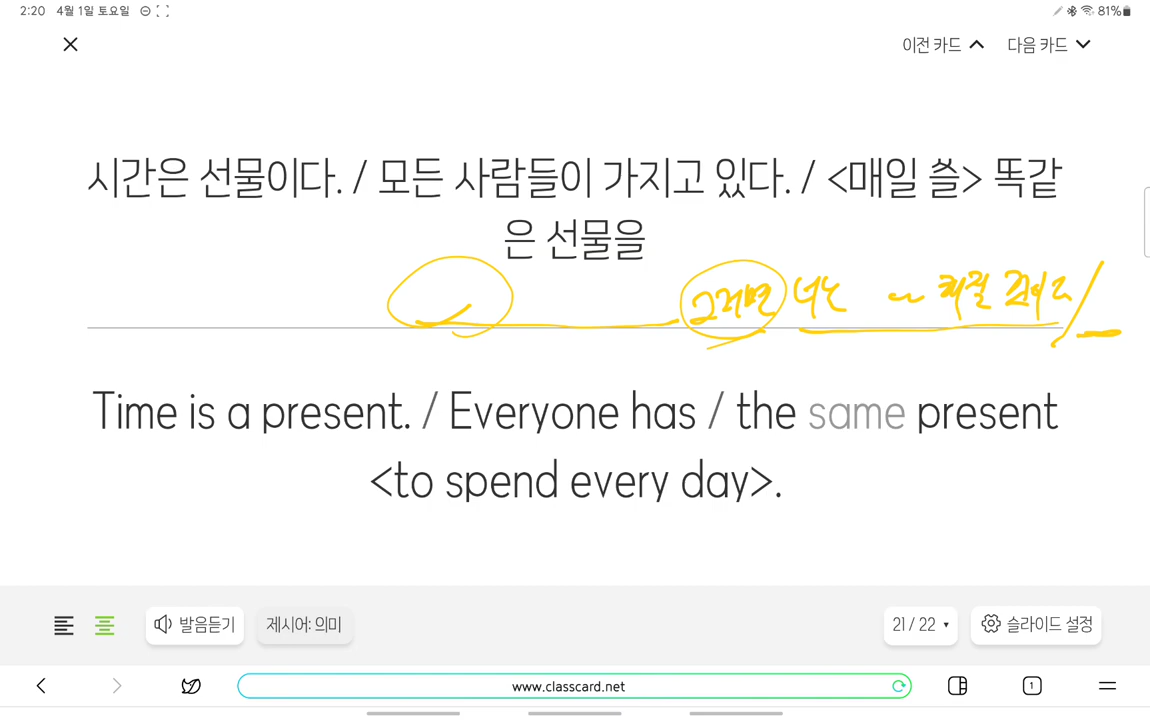 2:20 4월 1일 토요일 81%
이전 카드 다음 카드
시간은 선물이다. / 모든 사람들이 가지고 있다. / <매일 쓸> 똑같
은 선물을
그러면 너는
Time is a present. / Everyone has / the same present
<to spend every day>.
발음듣기 제시어: 의미 21 / 22 슬라이드 설정
www.classcard.net 1